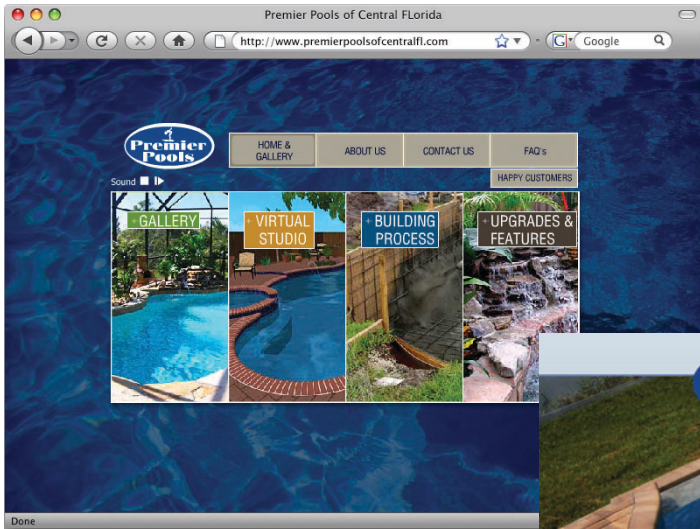 Premier Pools of Central FLorida
http://www.premierpoolsofcentralfl.com
G
Google
Premier
Pools
HOME &
GALLERY
ABOUT US
CONTACT US
FAQ's
HAPPY CUSTOMERS
Sound
+ GALLERY
+ VIRTUAL
STUDIO
+ BUILDING
PROCESS
+ UPGRADES &
FEATURES
Done